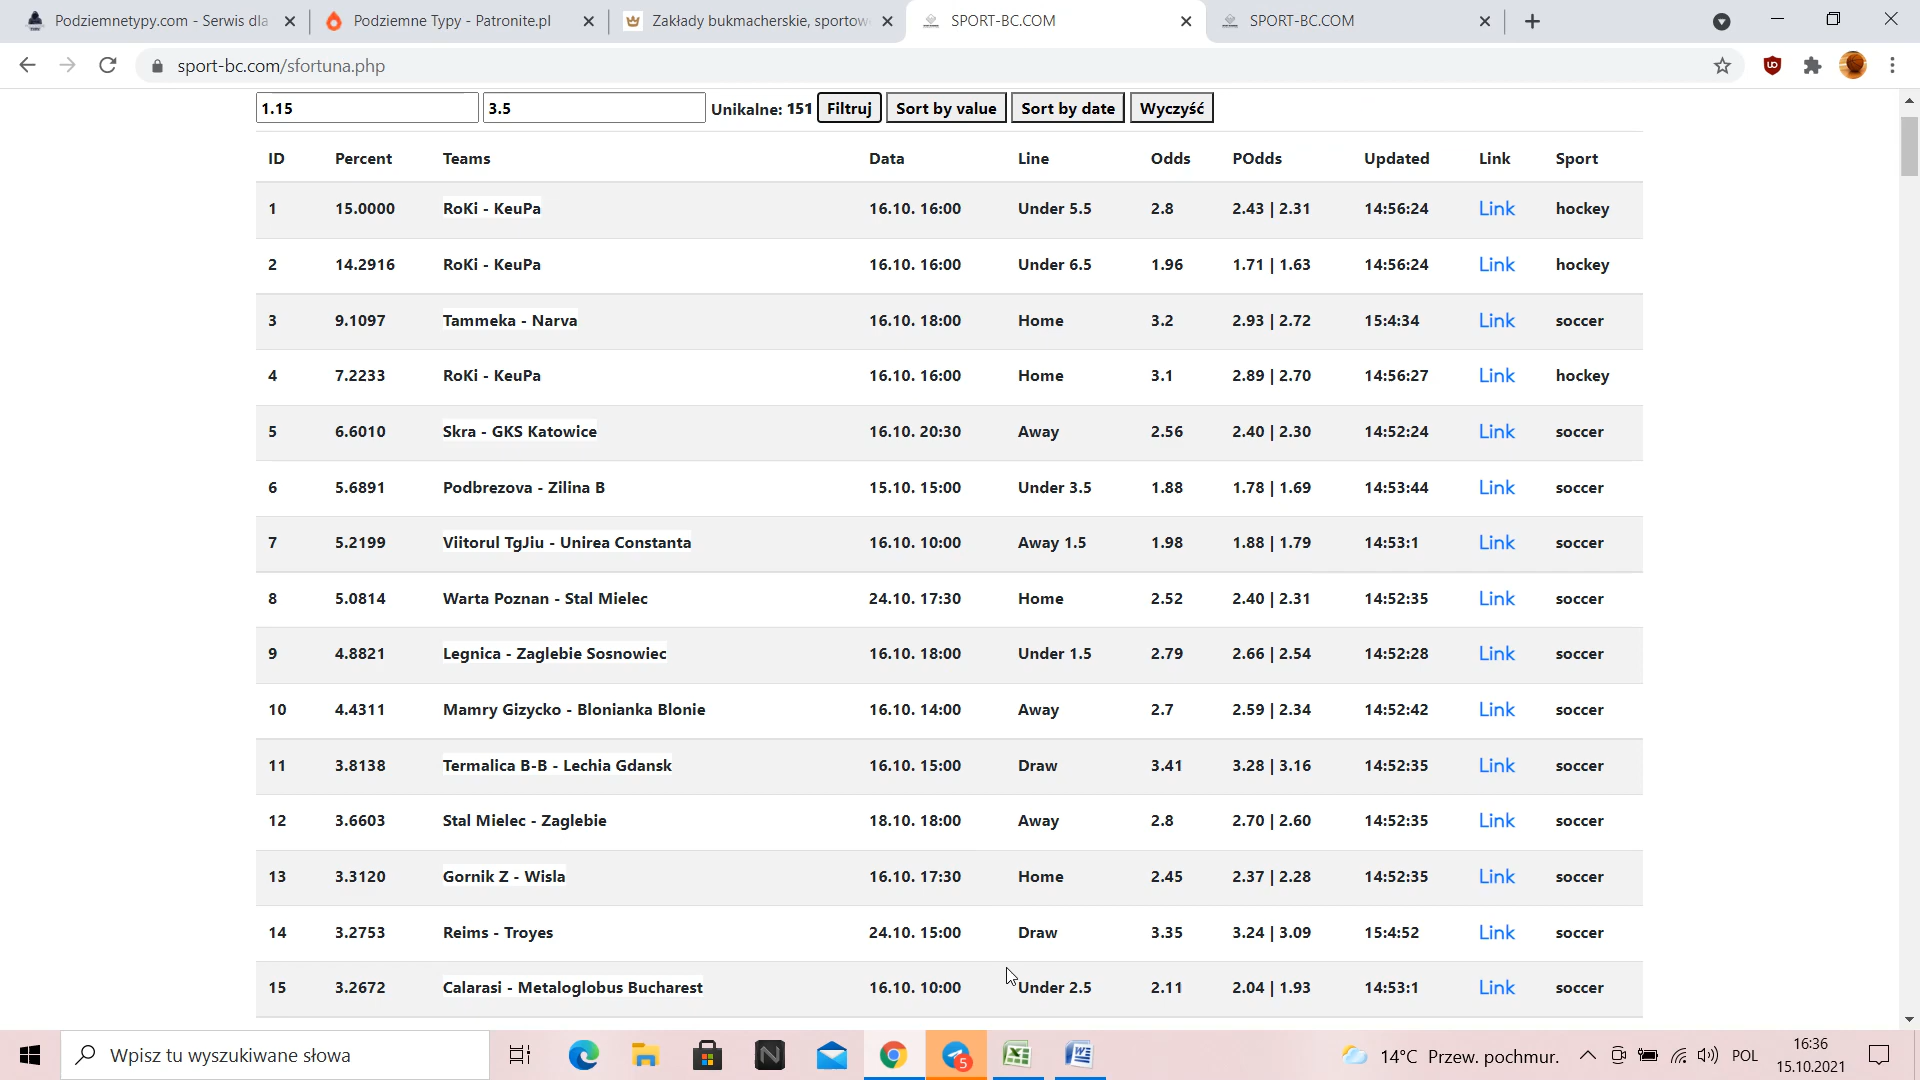 Podziemnetypy.com - Serwis dla
Podziemne Typy - Patronite.pl
Zakłady bukmacherskie, sportow
SPORT-BC.COM
SPORT-BC.COM
sport-bc.com/sfortuna.php
1.15 3.5 Unikalne: 151 Filtruj Sort by value Sort by date Wyczyść
ID Percent Teams Data Line Odds POdds Updated Link Sport
1 15.0000 RoKi - KeuPa 16.10. 16:00 Under 5.5 2.8 2.43 | 2.31 14:56:24 Link hockey
2 14.2916 RoKi - KeuPa 16.10. 16:00 Under 6.5 1.96 1.71 | 1.63 14:56:24 Link hockey
3 9.1097 Tammeka - Narva 16.10. 18:00 Home 3.2 2.93 | 2.72 15:4:34 Link soccer
4 7.2233 RoKi - KeuPa 16.10. 16:00 Home 3.1 2.89 | 2.70 14:56:27 Link hockey
5 6.6010 Skra - GKS Katowice 16.10. 20:30 Away 2.56 2.40 | 2.30 14:52:24 Link soccer
6 5.6891 Podbrezova - Zilina B 15.10. 15:00 Under 3.5 1.88 1.78 | 1.69 14:53:44 Link soccer
7 5.2199 Viitorul TgJiu - Unirea Constanta 16.10. 10:00 Away 1.5 1.98 1.88 | 1.79 14:53:1 Link soccer
8 5.0814 Warta Poznan - Stal Mielec 24.10. 17:30 Home 2.52 2.40 | 2.31 14:52:35 Link soccer
9 4.8821 Legnica - Zaglebie Sosnowiec 16.10. 18:00 Under 1.5 2.79 2.66 | 2.54 14:52:28 Link soccer
10 4.4311 Mamry Gizycko - Blonianka Blonie 16.10. 14:00 Away 2.7 2.59 | 2.34 14:52:42 Link soccer
11 3.8138 Termalica B-B - Lechia Gdansk 16.10. 15:00 Draw 3.41 3.28 | 3.16 14:52:35 Link soccer
12 3.6603 Stal Mielec - Zaglebie 18.10. 18:00 Away 2.8 2.70 | 2.60 14:52:35 Link soccer
13 3.3120 Gornik Z - Wisla 16.10. 17:30 Home 2.45 2.37 | 2.28 14:52:35 Link soccer
14 3.2753 Reims - Troyes 24.10. 15:00 Draw 3.35 3.24 | 3.09 15:4:52 Link soccer
15 3.2672 Calarasi - Metaloglobus Bucharest 16.10. 10:00 Under 2.5 2.11 2.04 | 1.93 14:53:1 Link soccer
Wpisz tu wyszukiwane słowa
5
14°C Przew. pochmur.
POL
16:36
15.10.2021